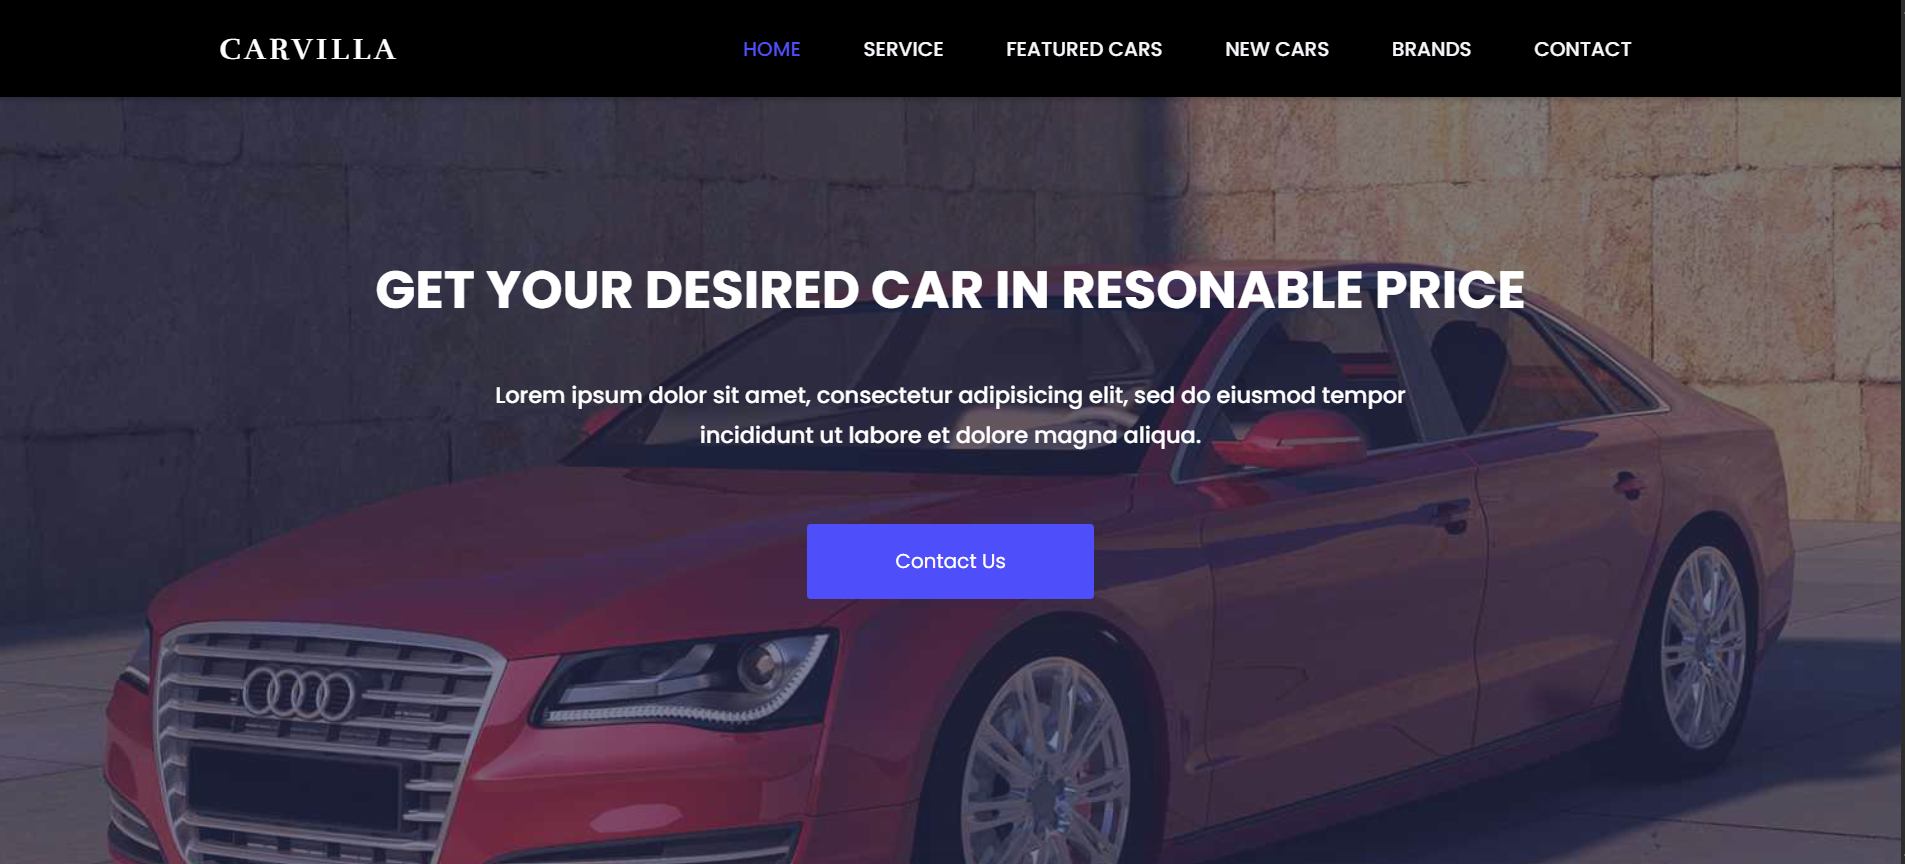 CARVILLA
HOME SERVICE FEATURED CARS NEW CARS BRANDS CONTACT
GET YOUR DESIRED CAR IN RESONABLE PRICE
Lorem ipsum dolor sit amet, consectetur adipisicing elit, sed do eiusmod tempor
incididunt ut labore et dolore magna aliqua.
Contact Us